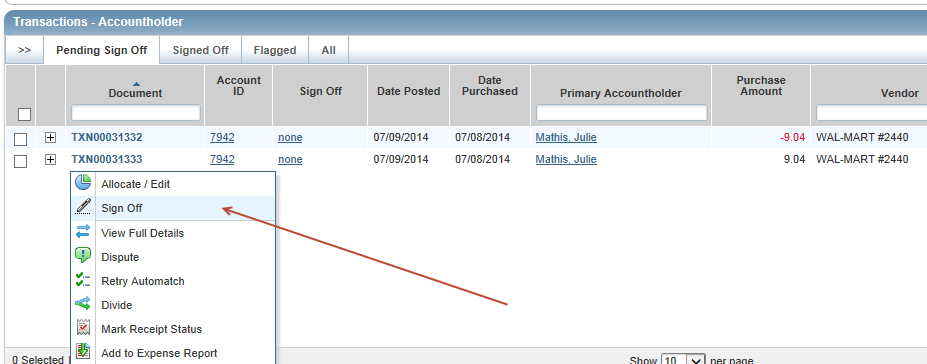 Transactions - Accountholder
>> Pending Sign Off Signed Off Flagged All
Document Account ID Sign Off Date Posted Date Purchased Primary Accountholder Purchase Amount Vendor
TXN00031332 7942 none 07/09/2014 07/08/2014 Mathis, Julie -9.04 WAL-MART #2440
TXN00031333 7942 none 07/09/2014 07/08/2014 Mathis, Julie 9.04 WAL-MART #2440
Allocate / Edit
Sign Off
View Full Details
Dispute
Retry Automatch
Divide
Mark Receipt Status
Add to Expense Report
0 Selected Show 10 per page